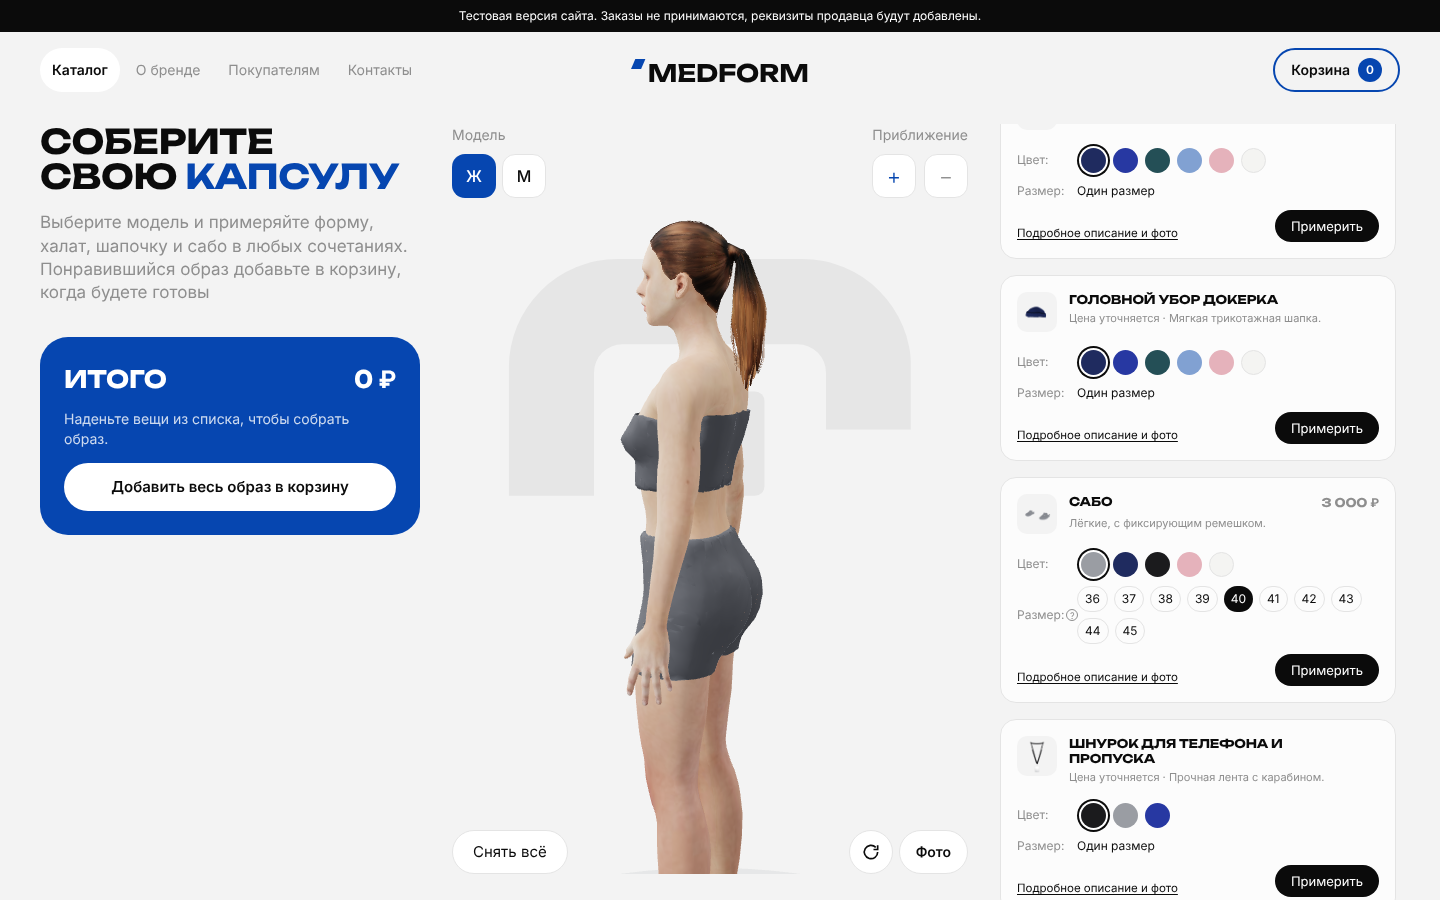 Тестовая версия сайта. Заказы не принимаются, реквизиты продавца будут добавлены.
Каталог
О бренде
Покупателям
Контакты
MEDFORM
Корзина 0
СОБЕРИТЕ
СВОЮ КАПСУЛУ
Выберите модель и примеряйте форму,
халат, шапочку и сабо в любых сочетаниях.
Понравившийся образ добавьте в корзину,
когда будете готовы
ИТОГО
0 ₽
Наденьте вещи из списка, чтобы собрать
образ.
Добавить весь образ в корзину
Модель
Ж
М
Приближение
+
−
Снять всё
Фото
Цвет:
Размер: Один размер
Подробное описание и фото
Примерить
ГОЛОВНОЙ УБОР ДОКЕРКА
Цена уточняется · Мягкая трикотажная шапка.
Цвет:
Размер: Один размер
Подробное описание и фото
Примерить
САБО
3 000 ₽
Лёгкие, с фиксирующим ремешком.
Цвет:
Размер: ?
36 37 38 39 40 41 42 43
44 45
Подробное описание и фото
Примерить
ШНУРОК ДЛЯ ТЕЛЕФОНА И
ПРОПУСКА
Цена уточняется · Прочная лента с карабином.
Цвет:
Размер: Один размер
Подробное описание и фото
Примерить